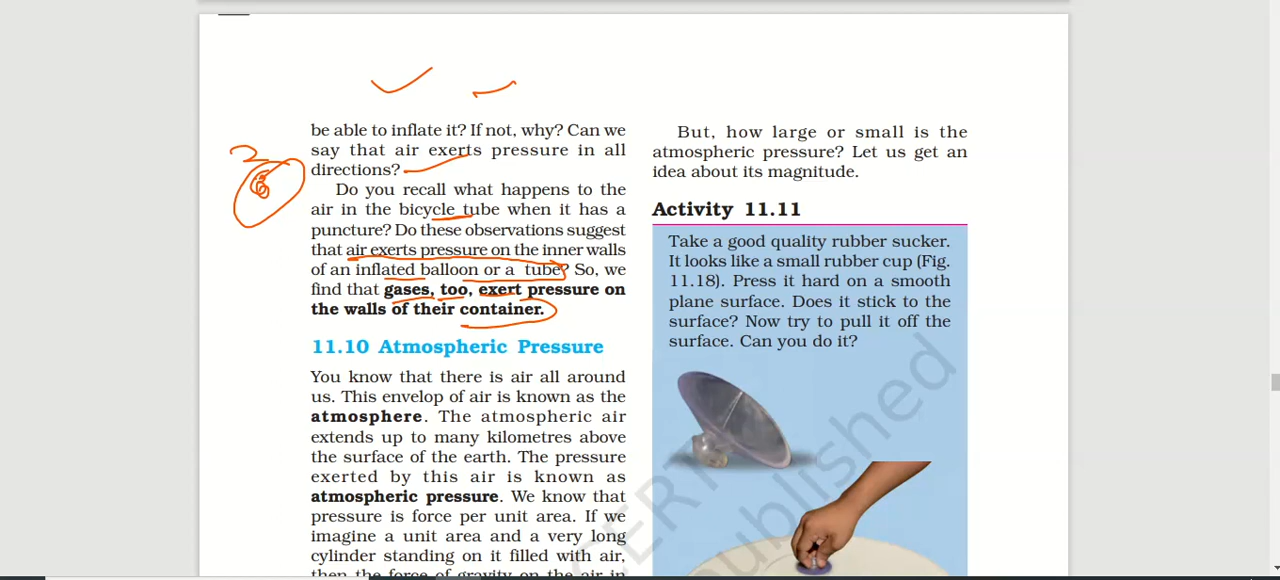 be able to inflate it? If not, why? Can we
say that air exerts pressure in all
directions?
Do you recall what happens to the
air in the bicycle tube when it has a
puncture? Do these observations suggest
that air exerts pressure on the inner walls
of an inflated balloon or a tube? So, we
find that gases, too, exert pressure on
the walls of their container.
11.10 Atmospheric Pressure
You know that there is air all around
us. This envelop of air is known as the
atmosphere. The atmospheric air
extends up to many kilometres above
the surface of the earth. The pressure
exerted by this air is known as
atmospheric pressure. We know that
pressure is force per unit area. If we
imagine a unit area and a very long
cylinder standing on it filled with air,
then the force of gravity on the air in
But, how large or small is the
atmospheric pressure? Let us get an
idea about its magnitude.
Activity 11.11
Take a good quality rubber sucker.
It looks like a small rubber cup (Fig.
11.18). Press it hard on a smooth
plane surface. Does it stick to the
surface? Now try to pull it off the
surface. Can you do it?